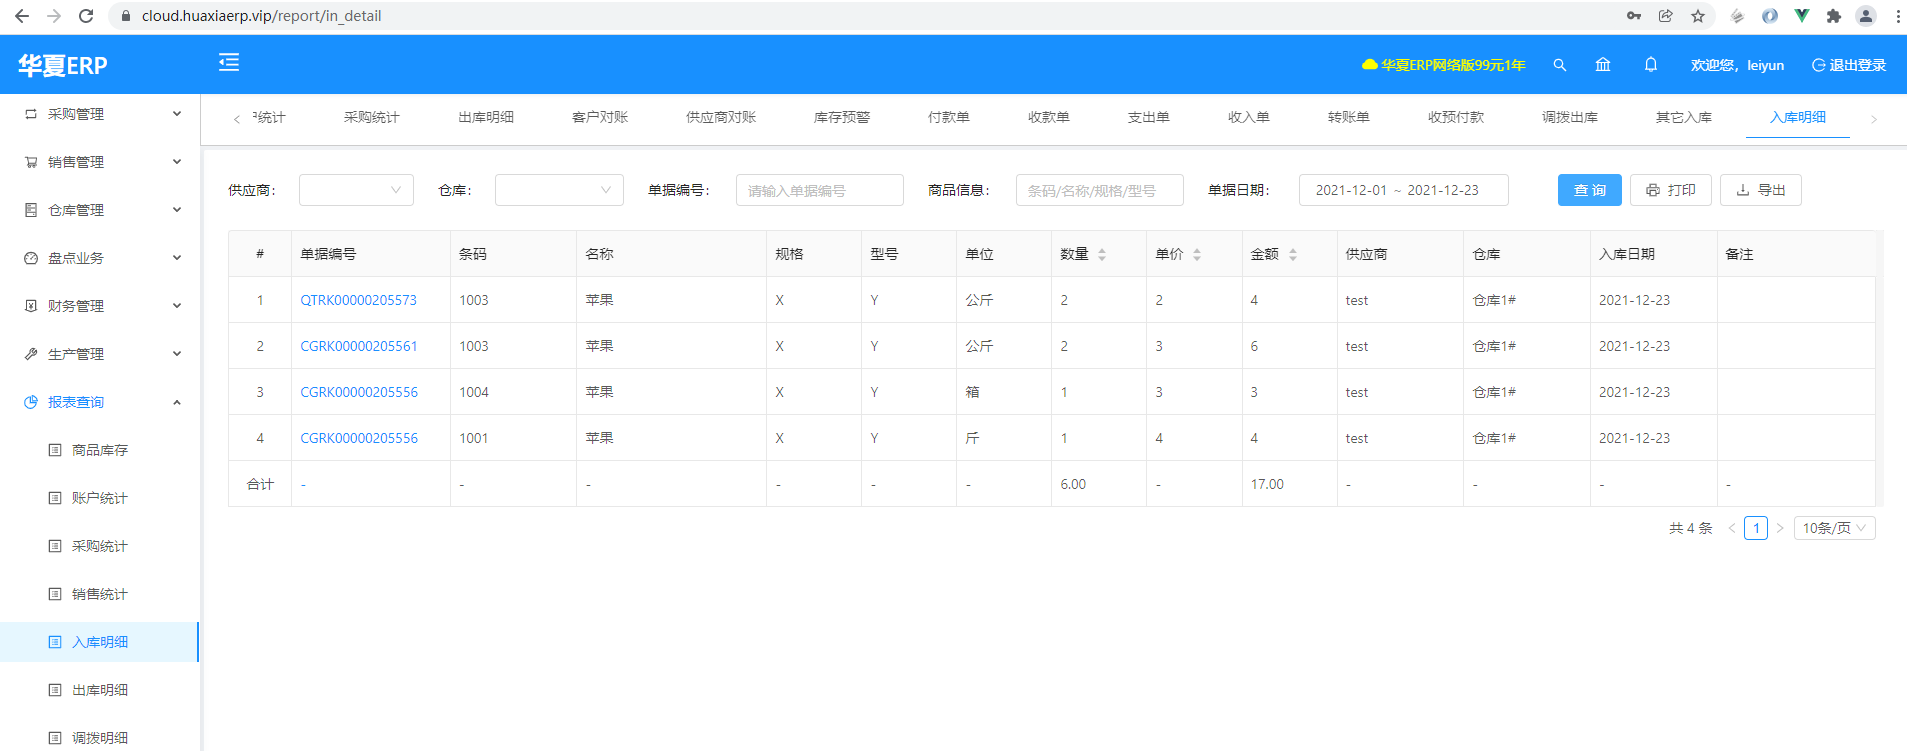 cloud.huaxiaerp.vip/report/in_detail
华夏ERP
华夏ERP网络版99元1年
欢迎您，leiyun
退出登录
采购管理
销售管理
仓库管理
盘点业务
财务管理
生产管理
报表查询
商品库存
账户统计
采购统计
销售统计
入库明细
出库明细
调拨明细
统计 采购统计 出库明细 客户对账 供应商对账 库存预警 付款单 收款单 支出单 收入单 转账单 收预付款 调拨出库 其它入库 入库明细
供应商： 仓库： 单据编号： 请输入单据编号 商品信息： 条码/名称/规格/型号 单据日期： 2021-12-01 ~ 2021-12-23 查 询 打印 导出
# 单据编号 条码 名称 规格 型号 单位 数量 单价 金额 供应商 仓库 入库日期 备注
1 QTRK00000205573 1003 苹果 X Y 公斤 2 2 4 test 仓库1# 2021-12-23
2 CGRK00000205561 1003 苹果 X Y 公斤 2 3 6 test 仓库1# 2021-12-23
3 CGRK00000205556 1004 苹果 X Y 箱 1 3 3 test 仓库1# 2021-12-23
4 CGRK00000205556 1001 苹果 X Y 斤 1 4 4 test 仓库1# 2021-12-23
合计 - - - - - - 6.00 - 17.00 - - - -
共 4 条 < 1 > 10条/页